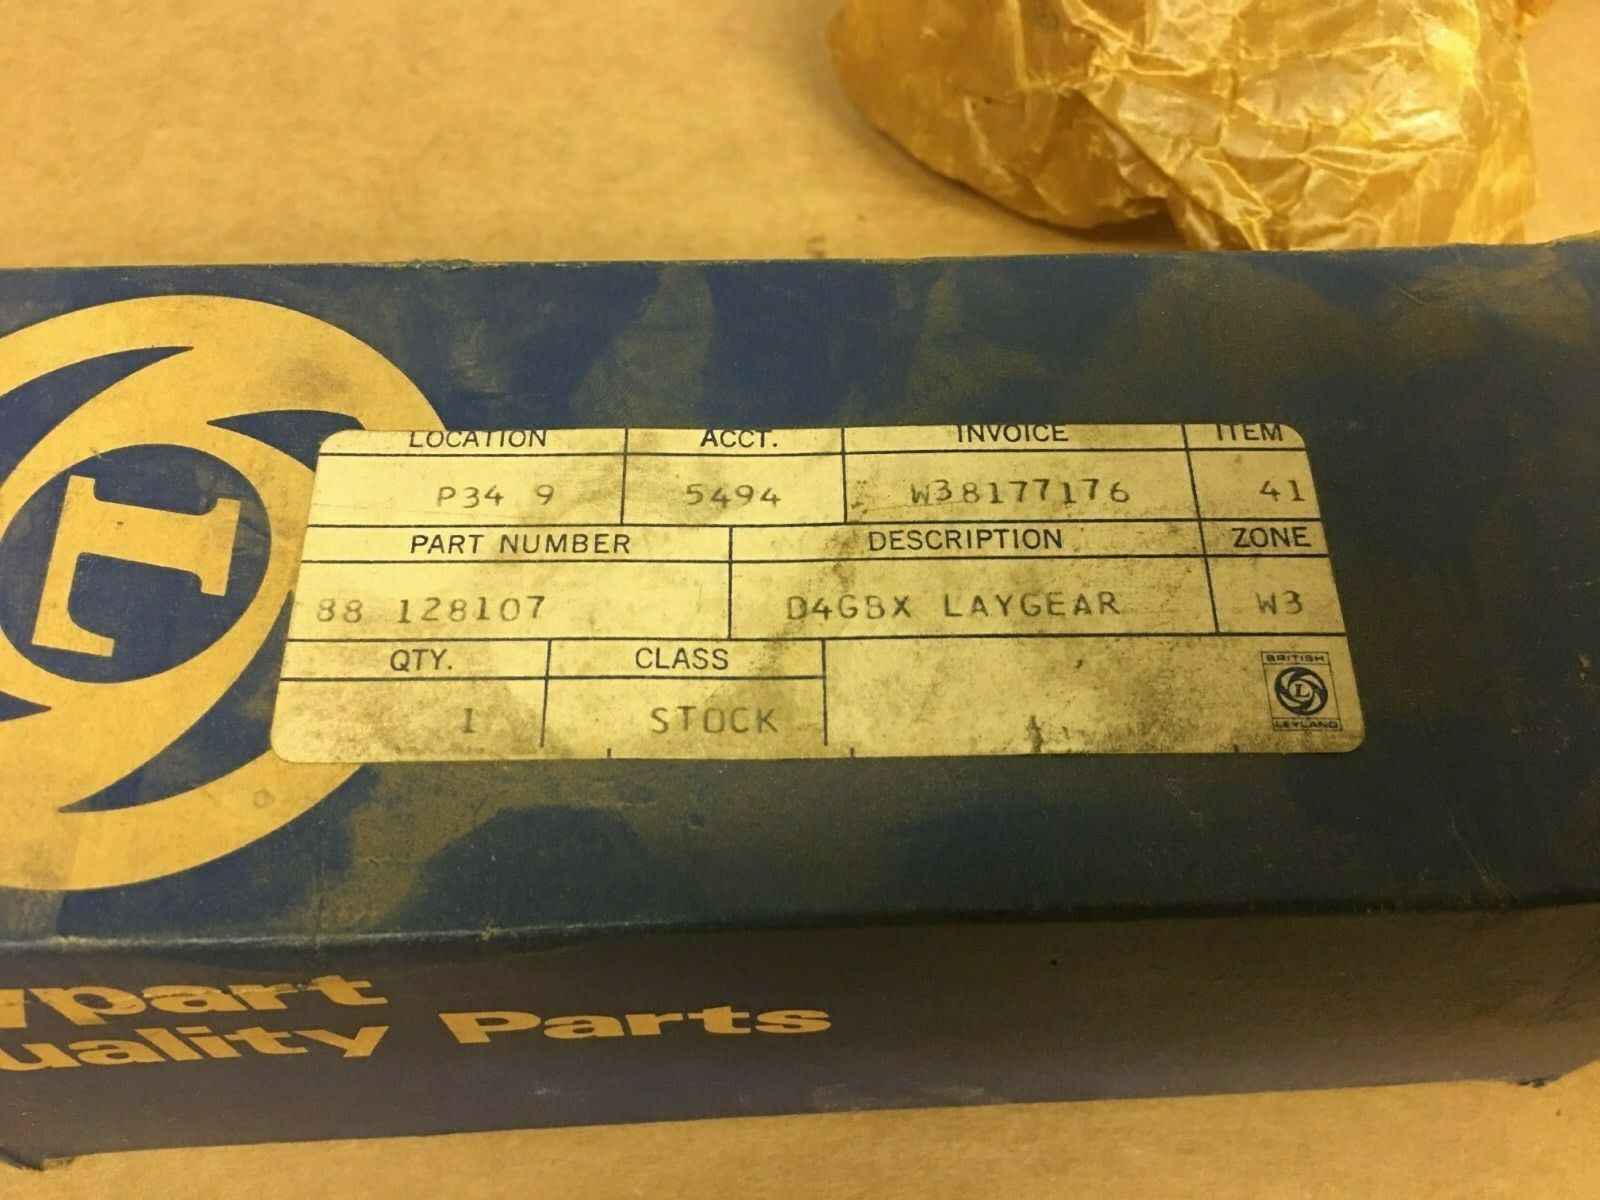 L
LOCATION ACCT. INVOICE ITEM
P34 9 5494 W38177176 41
PART NUMBER DESCRIPTION ZONE
88 128107 D4GBX LAYGEAR W3
QTY. CLASS
1 STOCK
BRITISH
L
LEYLAND
ypart
uality Parts